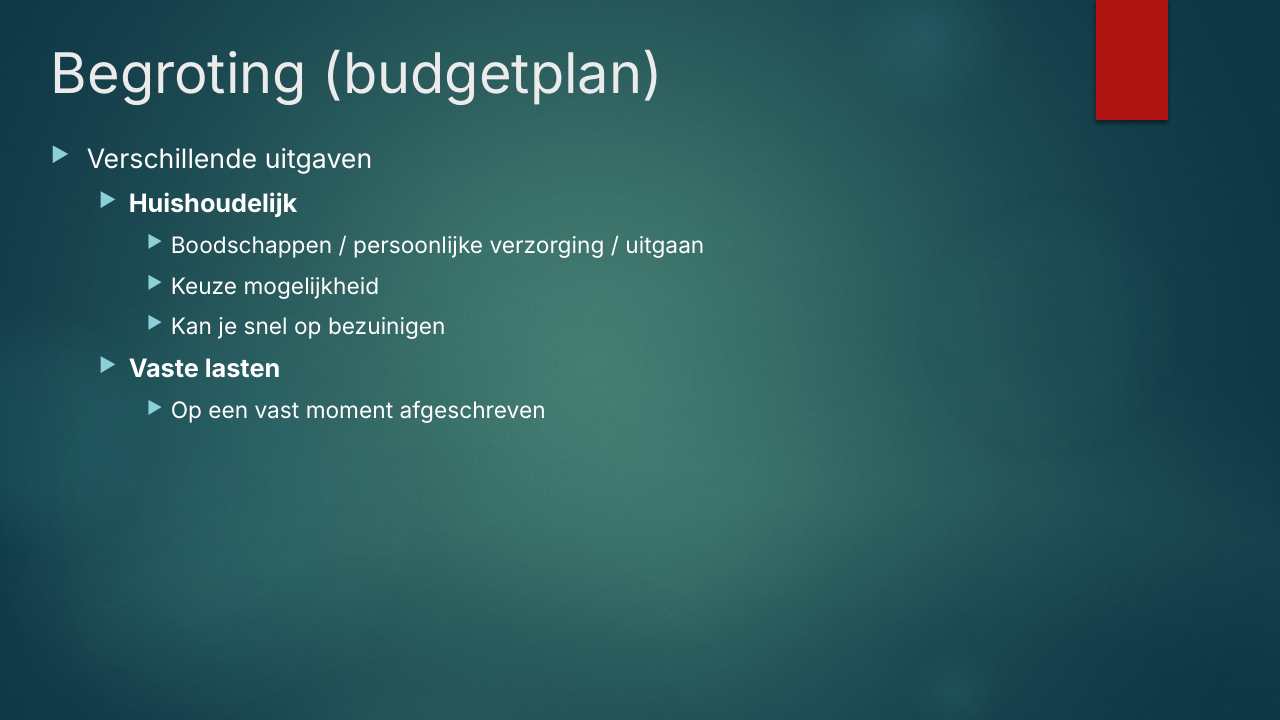 Begroting (budgetplan)
Verschillende uitgaven
Huishoudelijk
Boodschappen / persoonlijke verzorging / uitgaan
Keuze mogelijkheid
Kan je snel op bezuinigen
Vaste lasten
Op een vast moment afgeschreven